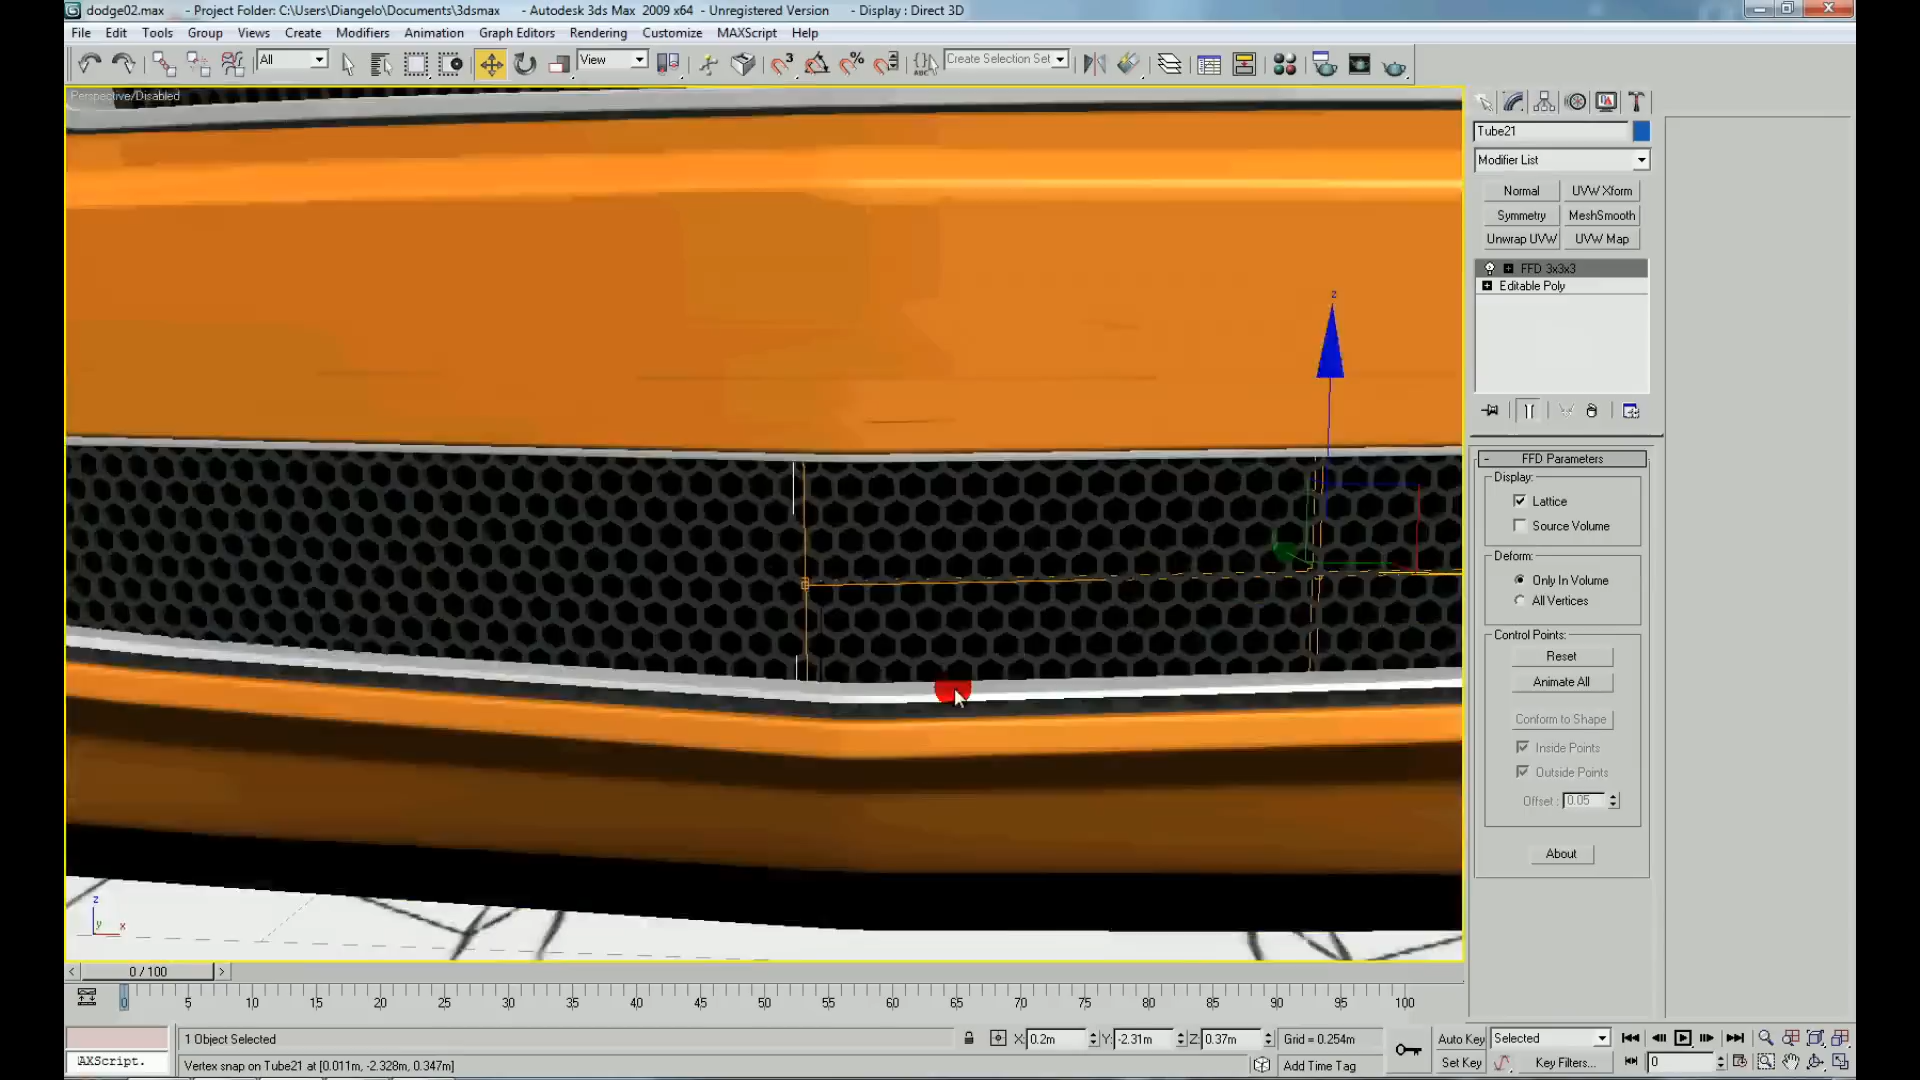 dodge02.max - Project Folder: C:\Users\Diangelo\Documents\3dsmax - Autodesk 3ds Max 2009 x64 - Unregistered Version - Display : Direct 3D
File Edit Tools Group Views Create Modifiers Animation Graph Editors Rendering Customize MAXScript Help
All View 3 % ABC Create Selection Set
Perspective/Disabled
Tube21
Modifier List
Normal UVW Xform
Symmetry MeshSmooth
Unwrap UVW UVW Map
FFD 3x3x3
Editable Poly
z
- FFD Parameters
Display:
Lattice
Source Volume
Deform:
Only In Volume
All Vertices
Control Points:
Reset
Animate All
Conform to Shape
Inside Points
Outside Points
Offset : 0.05
About
z
y x
< 0 / 100 >
0 5 10 15 20 25 30 35 40 45 50 55 60 65 70 75 80 85 90 95 100
1 Object Selected X: 0.2m Y: -2.31m Z: 0.37m Grid = 0.254m Auto Key Selected
AXScript. Vertex snap on Tube21 at [0.011m, -2.328m, 0.347m] Add Time Tag Set Key Key Filters... 0